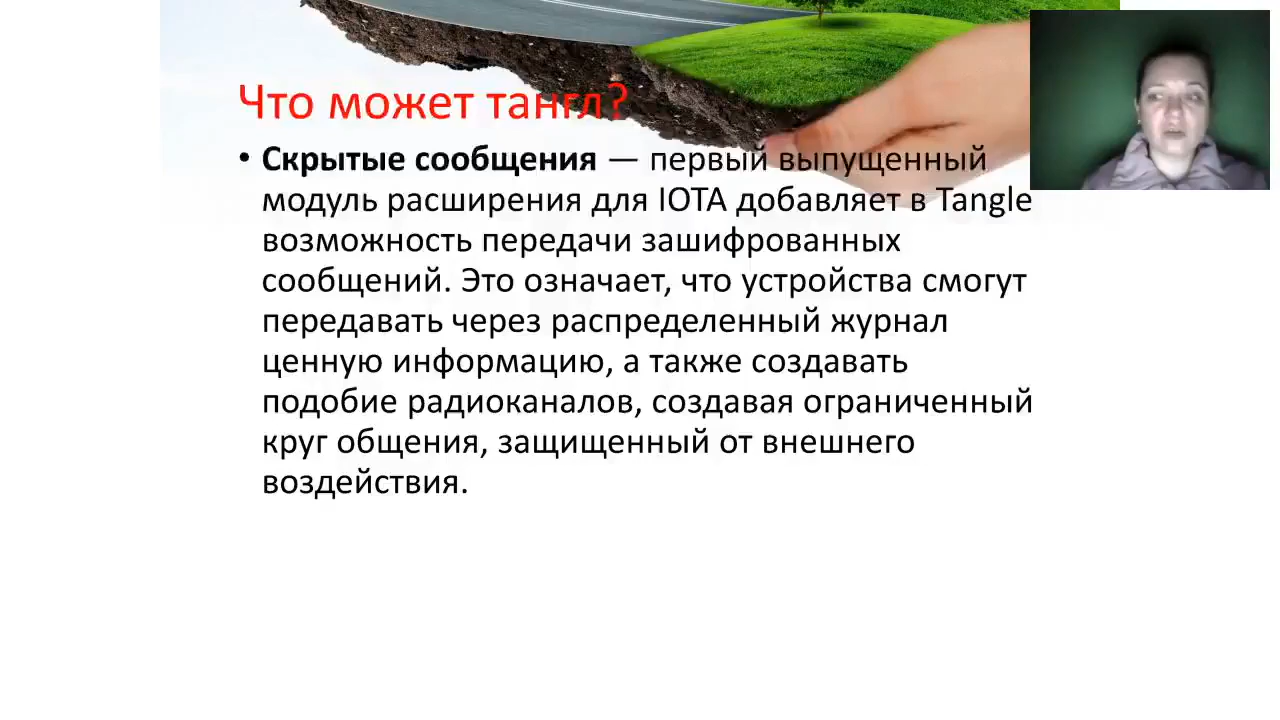 Что может тангл?
• Скрытые сообщения — первый выпущенный
модуль расширения для IOTA добавляет в Tangle
возможность передачи зашифрованных
сообщений. Это означает, что устройства смогут
передавать через распределенный журнал
ценную информацию, а также создавать
подобие радиоканалов, создавая ограниченный
круг общения, защищенный от внешнего
воздействия.